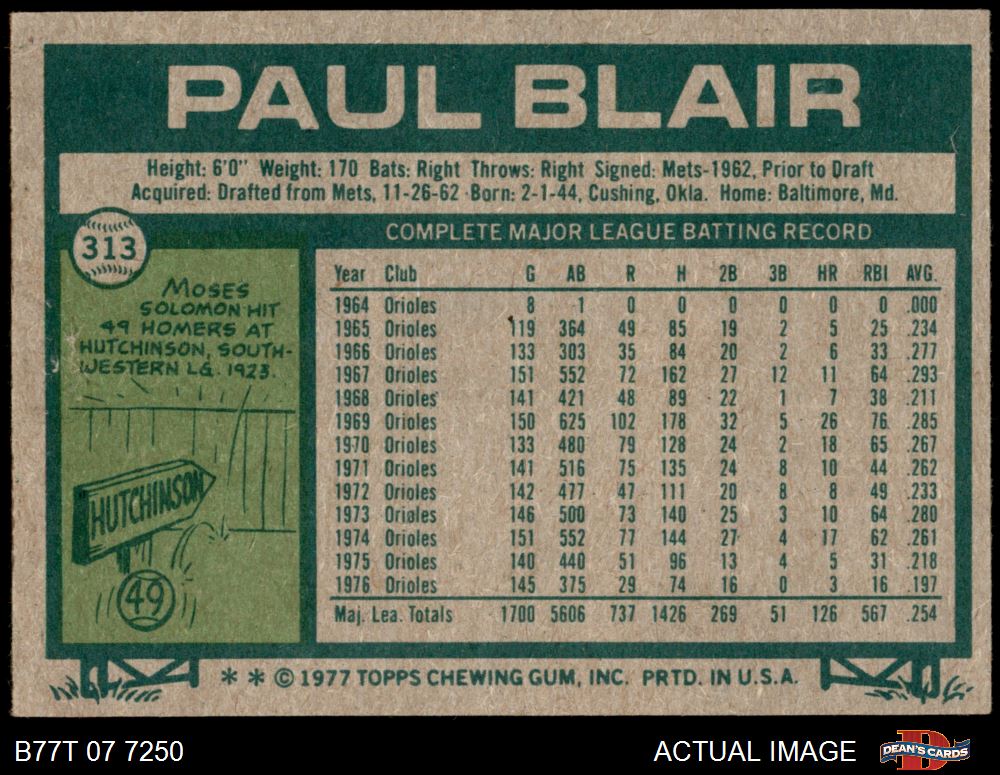 PAUL BLAIR
Height: 6'0" Weight: 170 Bats: Right Throws: Right Signed: Mets-1962, Prior to Draft
Acquired: Drafted from Mets, 11-26-62 Born: 2-1-44, Cushing, Okla. Home: Baltimore, Md.
313
MOSES
SOLOMON HIT
49 HOMERS AT
HUTCHINSON, SOUTH-
WESTERN LG. 1923.
HUTCHINSON
49
COMPLETE MAJOR LEAGUE BATTING RECORD
Year Club G AB R H 2B 3B HR RBI AVG.
1964 Orioles 8 1 0 0 0 0 0 0 .000
1965 Orioles 119 364 49 85 19 2 5 25 .234
1966 Orioles 133 303 35 84 20 2 6 33 .277
1967 Orioles 151 552 72 162 27 12 11 64 .293
1968 Orioles 141 421 48 89 22 1 7 38 .211
1969 Orioles 150 625 102 178 32 5 26 76 .285
1970 Orioles 133 480 79 128 24 2 18 65 .267
1971 Orioles 141 516 75 135 24 8 10 44 .262
1972 Orioles 142 477 47 111 20 8 8 49 .233
1973 Orioles 146 500 73 140 25 3 10 64 .280
1974 Orioles 151 552 77 144 27 4 17 62 .261
1975 Orioles 140 440 51 96 13 4 5 31 .218
1976 Orioles 145 375 29 74 16 0 3 16 .197
Maj. Lea. Totals 1700 5606 737 1426 269 51 126 567 .254
* * © 1977 TOPPS CHEWING GUM, INC. PRTD. IN U.S.A.
B77T 07 7250
ACTUAL IMAGE
DEAN'S CARDS